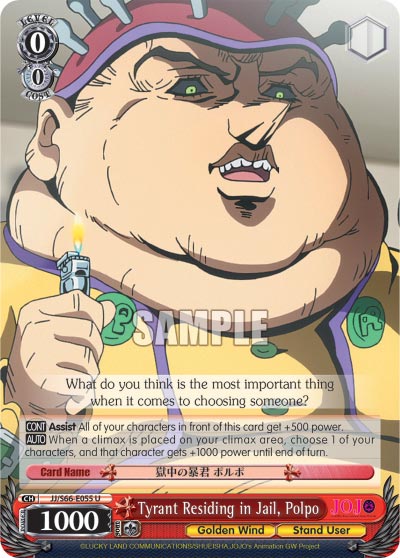 LEVEL
0
0
COST
P
R
SAMPLE
What do you think is the most important thing
when it comes to choosing someone?
CONT Assist All of your characters in front of this card get +500 power.
AUTO When a climax is placed on your climax area, choose 1 of your
characters, and that character gets +1000 power until end of turn.
Card Name 獄中の暴君 ポルポ
CH JJ/S66-E055 U
1000
Tyrant Residing in Jail, Polpo
JOJO
Golden Wind
Stand User
©LUCKY LAND COMMUNICATIONS/SHUEISHA,JOJO's Animation GW Project